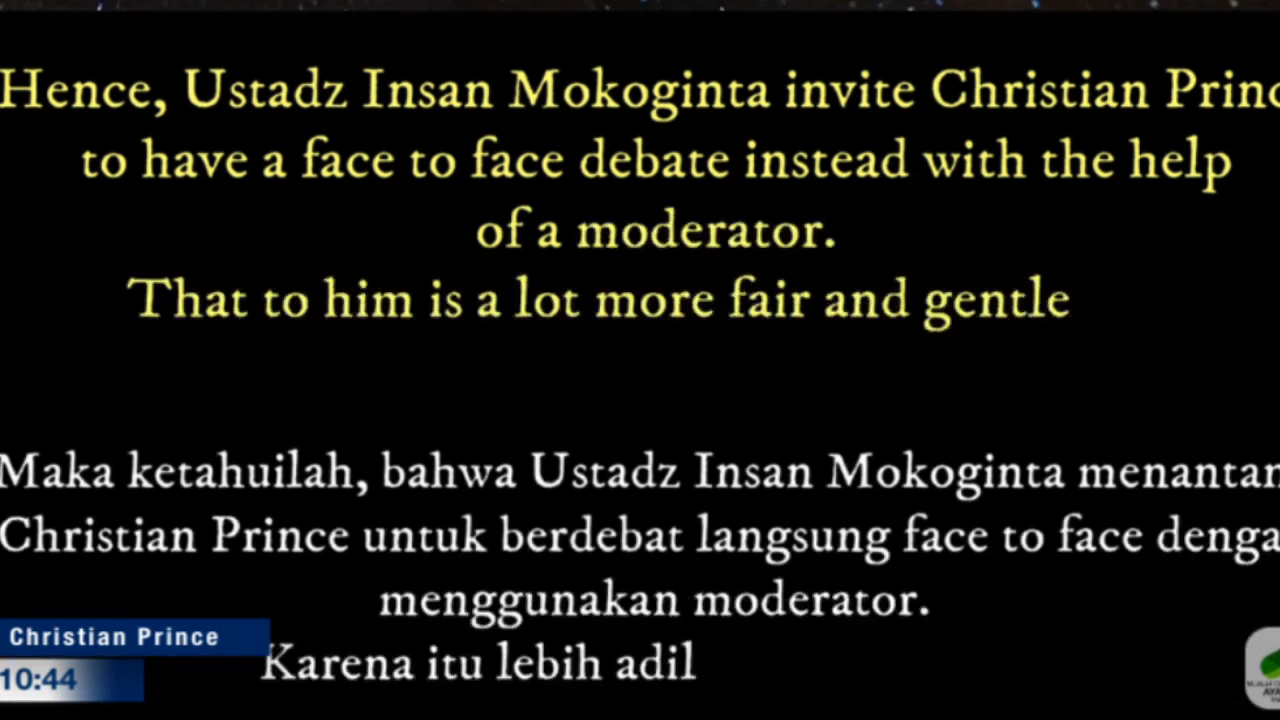 Hence, Ustadz Insan Mokoginta invite Christian Princ
to have a face to face debate instead with the help
of a moderator.
That to him is a lot more fair and gentle
Maka ketahuilah, bahwa Ustadz Insan Mokoginta menantan
Christian Prince untuk berdebat langsung face to face denga
menggunakan moderator.
Karena itu lebih adil
Christian Prince
10:44